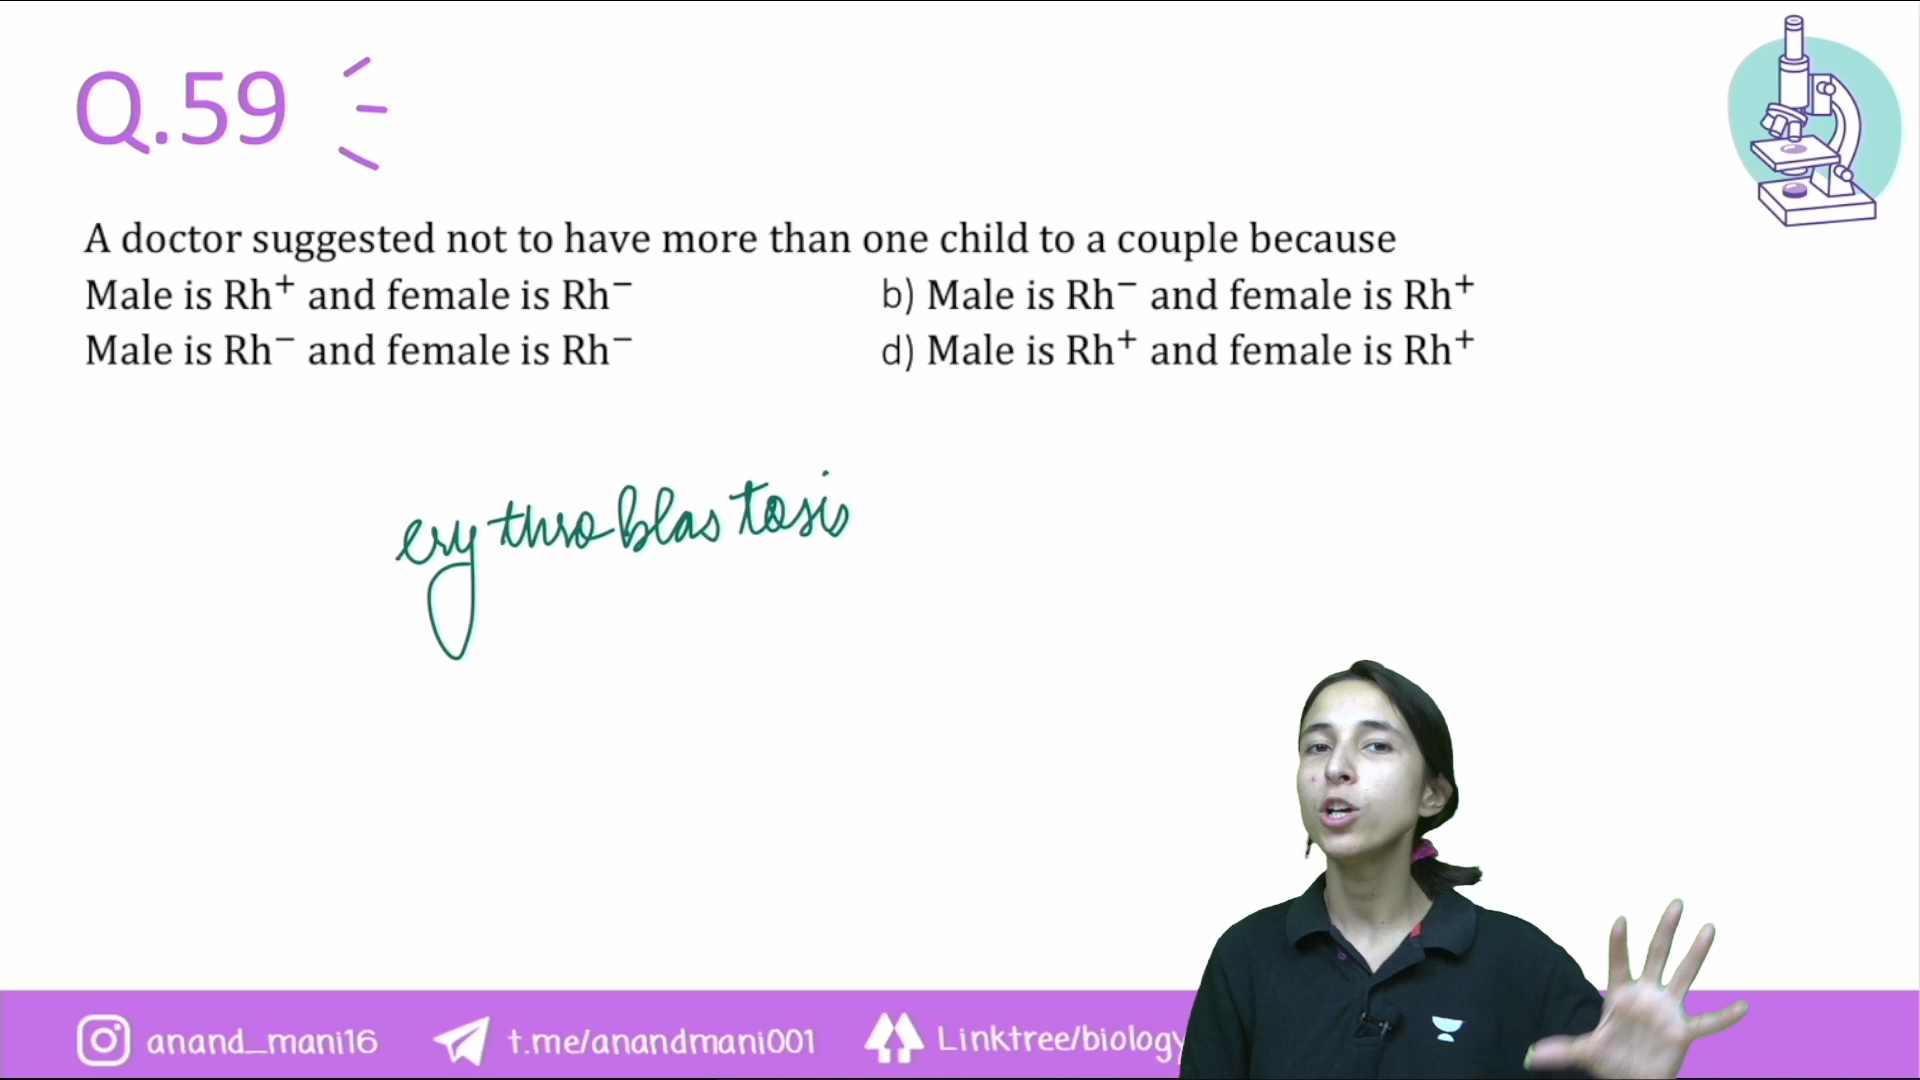 Q.59
A doctor suggested not to have more than one child to a couple because
Male is Rh⁺ and female is Rh⁻
b) Male is Rh⁻ and female is Rh⁺
Male is Rh⁻ and female is Rh⁻
d) Male is Rh⁺ and female is Rh⁺
erythroblastosis
anand_mani16
t.me/anandmani001
Linktree/biology